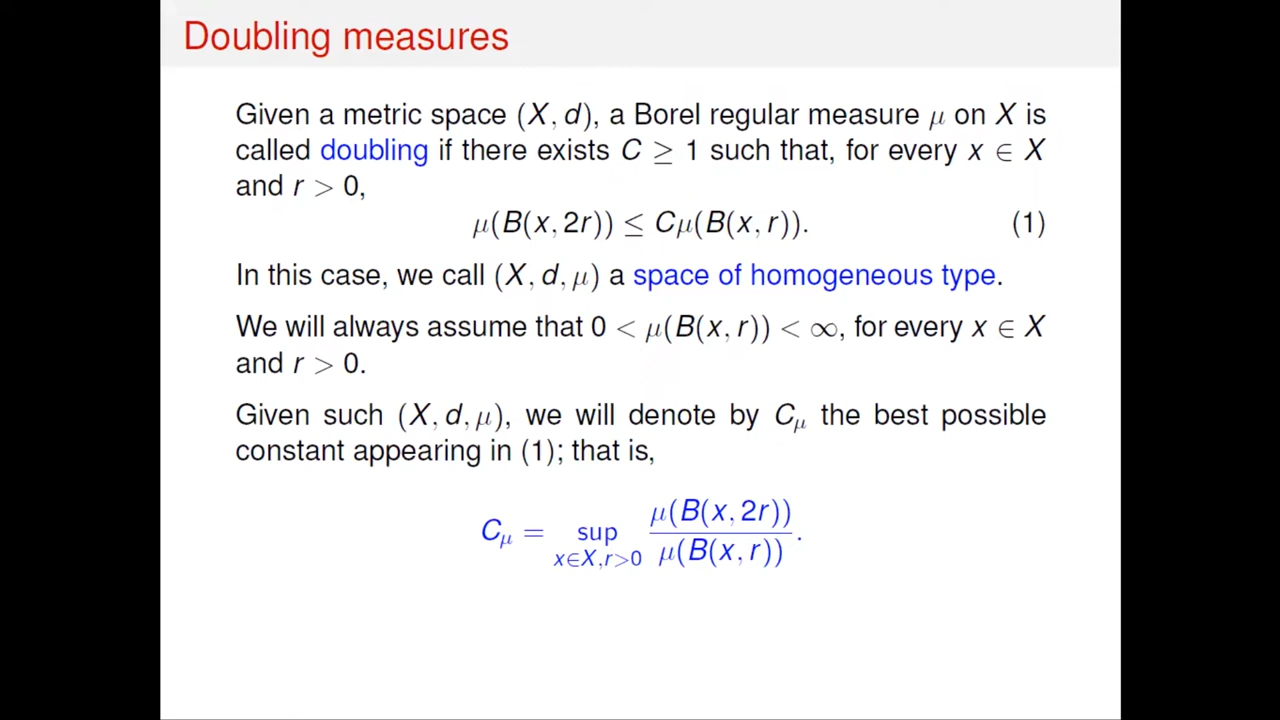 Doubling measures
Given a metric space (X, d), a Borel regular measure μ on X is
called doubling if there exists C ≥ 1 such that, for every x ∈ X
and r > 0,
μ(B(x, 2r)) ≤ Cμ(B(x, r)). (1)
In this case, we call (X, d, μ) a space of homogeneous type.
We will always assume that 0 < μ(B(x, r)) < ∞, for every x ∈ X
and r > 0.
Given such (X, d, μ), we will denote by Cμ the best possible
constant appearing in (1); that is,
μ(B(x, 2r))
Cμ = sup
x∈X,r>0
μ(B(x, r)) .